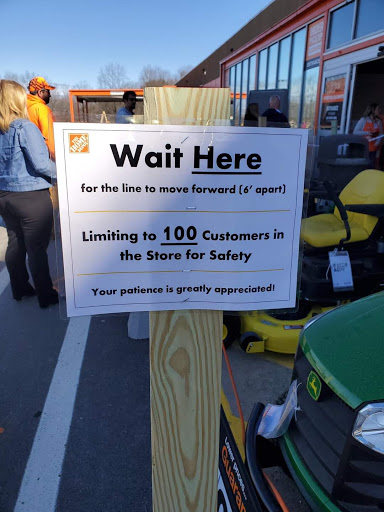 THE HOME DEPOT
Wait Here
for the line to move forward (6' apart)
Limiting to 100 Customers in
the Store for Safety
Your patience is greatly appreciated!